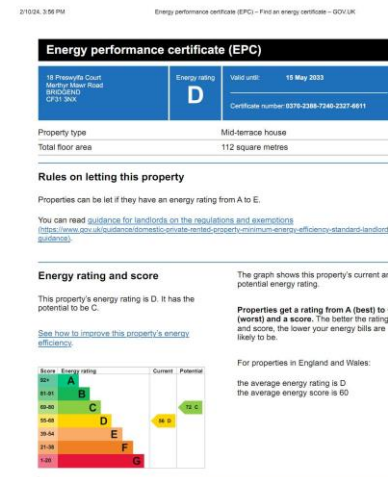 2/10/24, 3:56 PM
Energy performance certificate (EPC) – Find an energy certificate – GOV.UK
Energy performance certificate (EPC)
18 Preswylfa Court
Merthyr Mawr Road
BRIDGEND
CF31 3NX
Energy rating
D
Valid until: 15 May 2033
Certificate number: 0370-2386-7240-2327-6611
Property type Mid-terrace house
Total floor area 112 square metres
Rules on letting this property
Properties can be let if they have an energy rating from A to E.
You can read guidance for landlords on the regulations and exemptions
(https://www.gov.uk/guidance/domestic-private-rented-property-minimum-energy-efficiency-standard-landlord
guidance).
Energy rating and score
This property's energy rating is D. It has the
potential to be C.
See how to improve this property's energy
efficiency.
Score Energy rating Current Potential
92+ A
81-91 B
69-80 C 72 C
55-68 D
39-54 E
21-38 F
1-20 G
The graph shows this property's current an
potential energy rating.
Properties get a rating from A (best) to
(worst) and a score. The better the rating
and score, the lower your energy bills are
likely to be.
For properties in England and Wales:
the average energy rating is D
the average energy score is 60